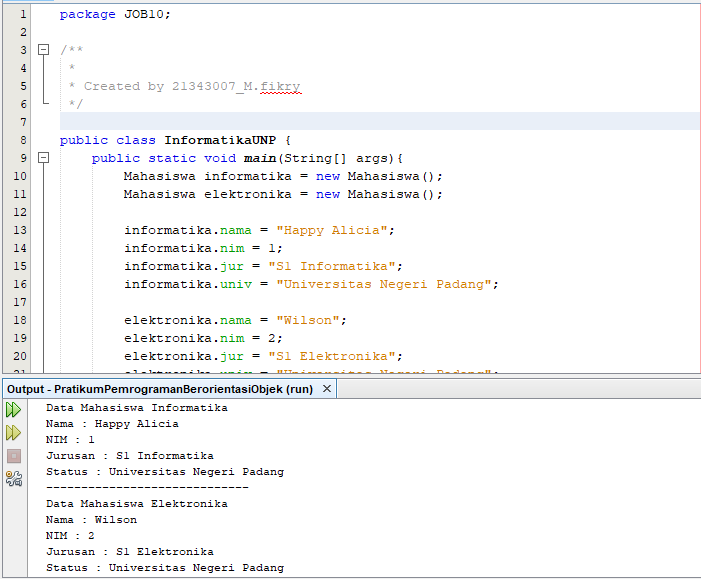 1 package JOB10;
2
3 /**
4 *
5 * Created by 21343007_M.fikry
6 */
7
8 public class InformatikaUNP {
9 public static void main(String[] args){
10 Mahasiswa informatika = new Mahasiswa();
11 Mahasiswa elektronika = new Mahasiswa();
12
13 informatika.nama = "Happy Alicia";
14 informatika.nim = 1;
15 informatika.jur = "S1 Informatika";
16 informatika.univ = "Universitas Negeri Padang";
17
18 elektronika.nama = "Wilson";
19 elektronika.nim = 2;
20 elektronika.jur = "S1 Elektronika";
21 elektronika.univ = "Universitas Negeri Padang";
Output - PratikumPemrogramanBerorientasiObjek (run) ×
Data Mahasiswa Informatika
Nama : Happy Alicia
NIM : 1
Jurusan : S1 Informatika
Status : Universitas Negeri Padang
-----------------------------
Data Mahasiswa Elektronika
Nama : Wilson
NIM : 2
Jurusan : S1 Elektronika
Status : Universitas Negeri Padang